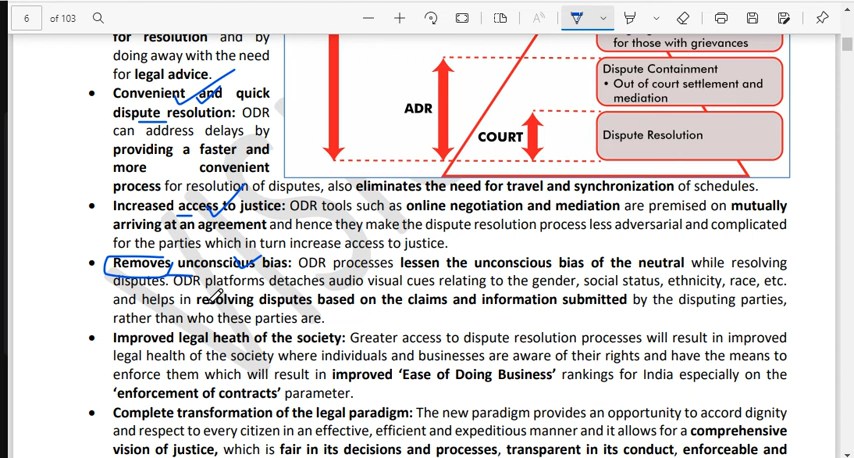 6
of 103
for resolution and by
doing away with the need
for legal advice.
• Convenient and quick
dispute resolution: ODR
can address delays by
providing a faster and
more convenient
process for resolution of disputes, also eliminates the need for travel and synchronization of schedules.
ADR
COURT
for those with grievances
Dispute Containment
• Out of court settlement and
mediation
Dispute Resolution
• Increased access to justice: ODR tools such as online negotiation and mediation are premised on mutually
arriving at an agreement and hence they make the dispute resolution process less adversarial and complicated
for the parties which in turn increase access to justice.
• Removes unconscious bias: ODR processes lessen the unconscious bias of the neutral while resolving
disputes. ODR platforms detaches audio visual cues relating to the gender, social status, ethnicity, race, etc.
and helps in resolving disputes based on the claims and information submitted by the disputing parties,
rather than who these parties are.
• Improved legal heath of the society: Greater access to dispute resolution processes will result in improved
legal health of the society where individuals and businesses are aware of their rights and have the means to
enforce them which will result in improved ‘Ease of Doing Business’ rankings for India especially on the
‘enforcement of contracts’ parameter.
• Complete transformation of the legal paradigm: The new paradigm provides an opportunity to accord dignity
and respect to every citizen in an effective, efficient and expeditious manner and it allows for a comprehensive
vision of justice, which is fair in its decisions and processes, transparent in its conduct, enforceable and